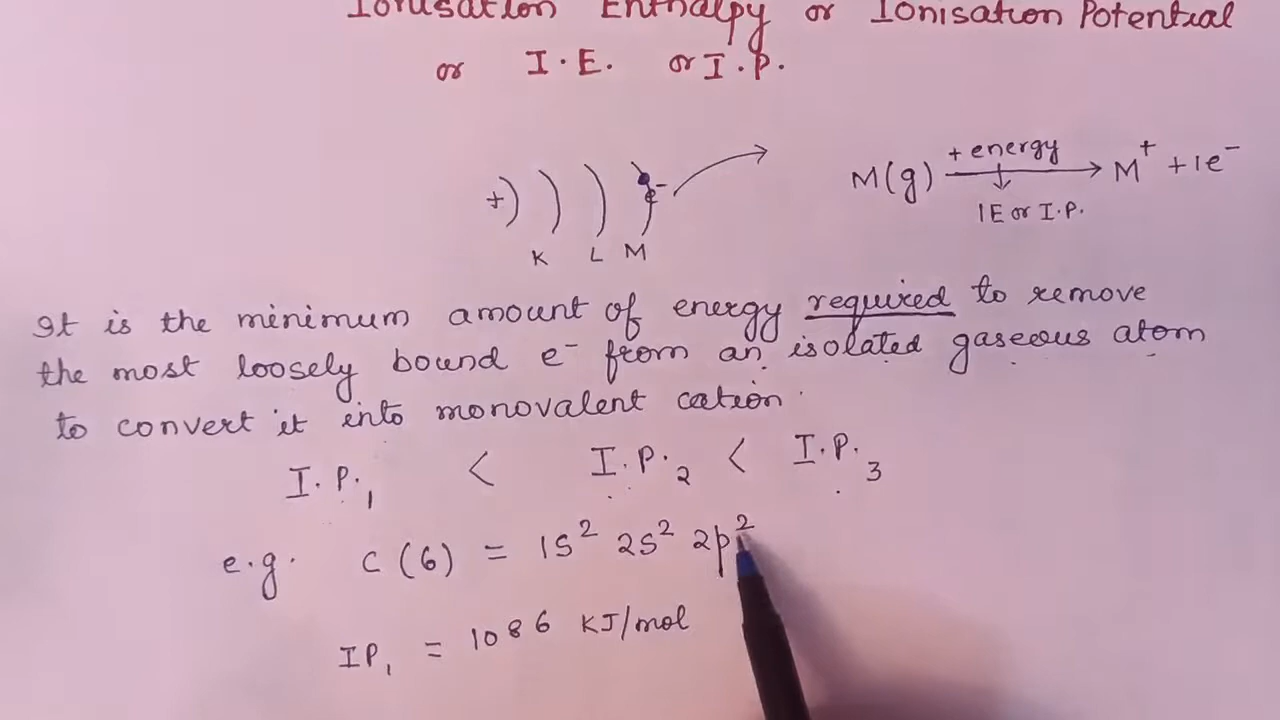 Ionisation Enthalpy or Ionisation Potential
or I.E. or I.P.
+ e-
K L M
M(g) + energy → M⁺ + 1e⁻
IE or I.P.
It is the minimum amount of energy required to remove
the most loosely bound e⁻ from an isolated gaseous atom
to convert it into monovalent cation.
I.P.₁ < I.P.₂ < I.P.₃
e.g. C (6) = 1S² 2S² 2p²
IP₁ = 1086 KJ/mol